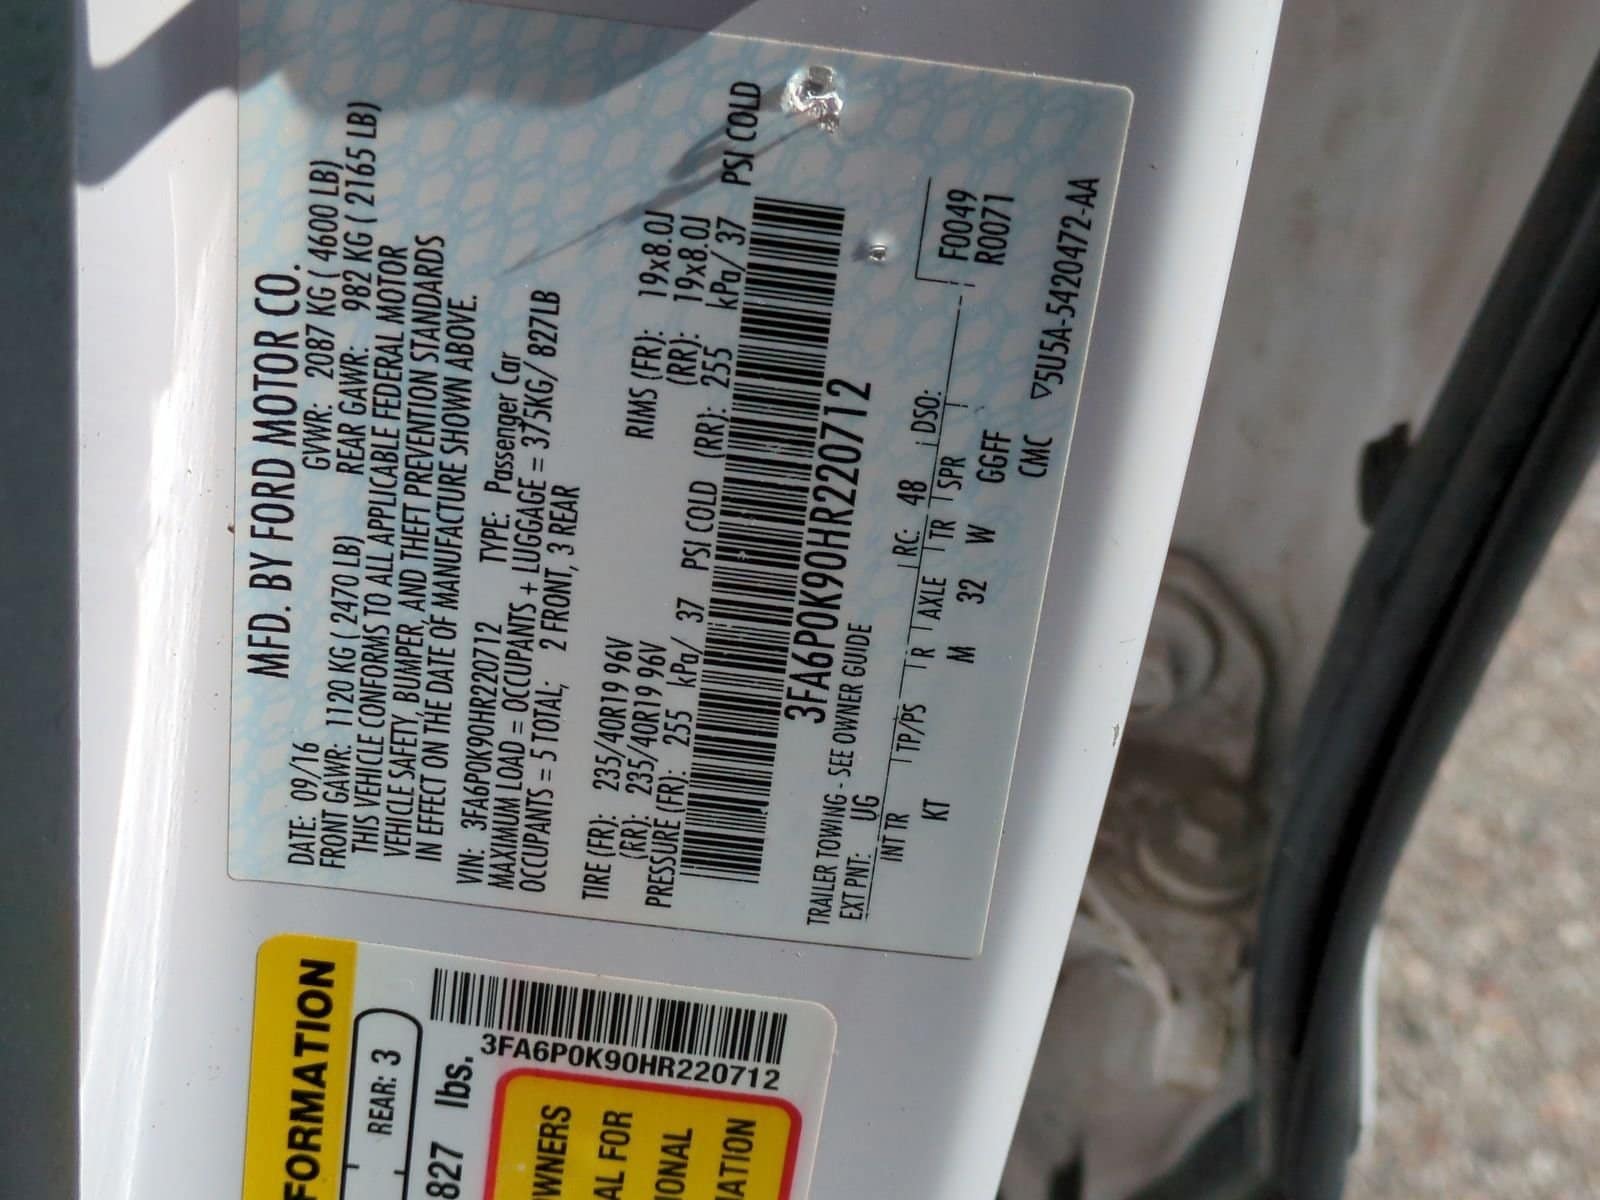 MFD. BY FORD MOTOR CO.
DATE: 09/16 GVWR: 2087 KG ( 4600 LB)
FRONT GAWR: 1120 KG ( 2470 LB) REAR GAWR: 982 KG ( 2165 LB)
THIS VEHICLE CONFORMS TO ALL APPLICABLE FEDERAL MOTOR
VEHICLE SAFETY, BUMPER, AND THEFT PREVENTION STANDARDS
IN EFFECT ON THE DATE OF MANUFACTURE SHOWN ABOVE.
VIN: 3FA6P0K90HR220712 TYPE: Passenger Car
MAXIMUM LOAD = OCCUPANTS + LUGGAGE = 375KG/ 827LB
OCCUPANTS = 5 TOTAL; 2 FRONT, 3 REAR
TIRE (FR): 235/40R19 96V RIMS (FR): 19x8.0J
(RR): 235/40R19 96V (RR): 19x8.0J
PRESSURE (FR): 255 kPa/ 37 PSI COLD (RR): 255 kPa/ 37 PSI COLD
3FA6P0K90HR220712
TRAILER TOWING - SEE OWNER GUIDE
EXT PNT: UG RC: 48 DSO: F0049
INT TR TP/PS R AXLE TR SPR R0071
KT M 32 W GGFF
CMC ▽5U5A-5420472-AA
FORMATION
REAR: 3
827 lbs.
3FA6P0K90HR220712
WNERS
AL FOR
IONAL
ATION